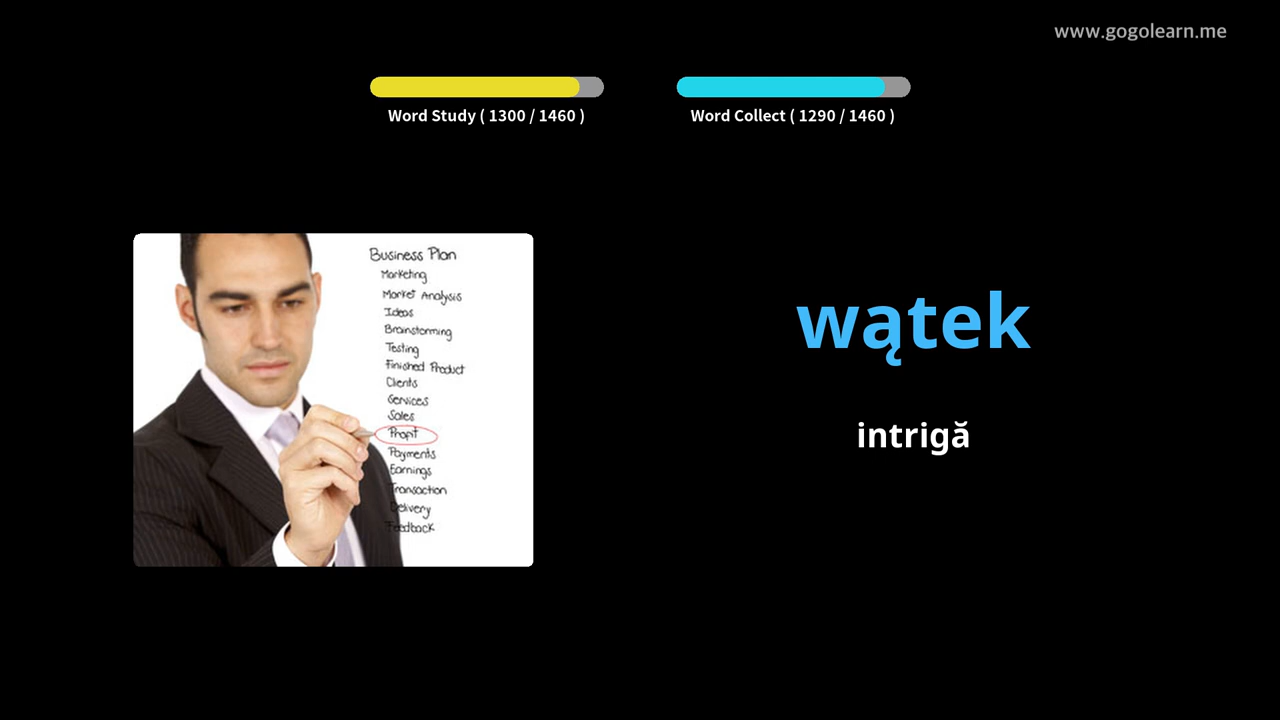 www.gogolearn.me
Word Study ( 1300 / 1460 )
Word Collect ( 1290 / 1460 )
Business Plan
Marketing
Market Analysis
Ideas
Brainstorming
Testing
Finished Product
Clients
Services
Sales
Profit
Payments
Earnings
Transaction
Delivery
Feedback
wątek
intrigă